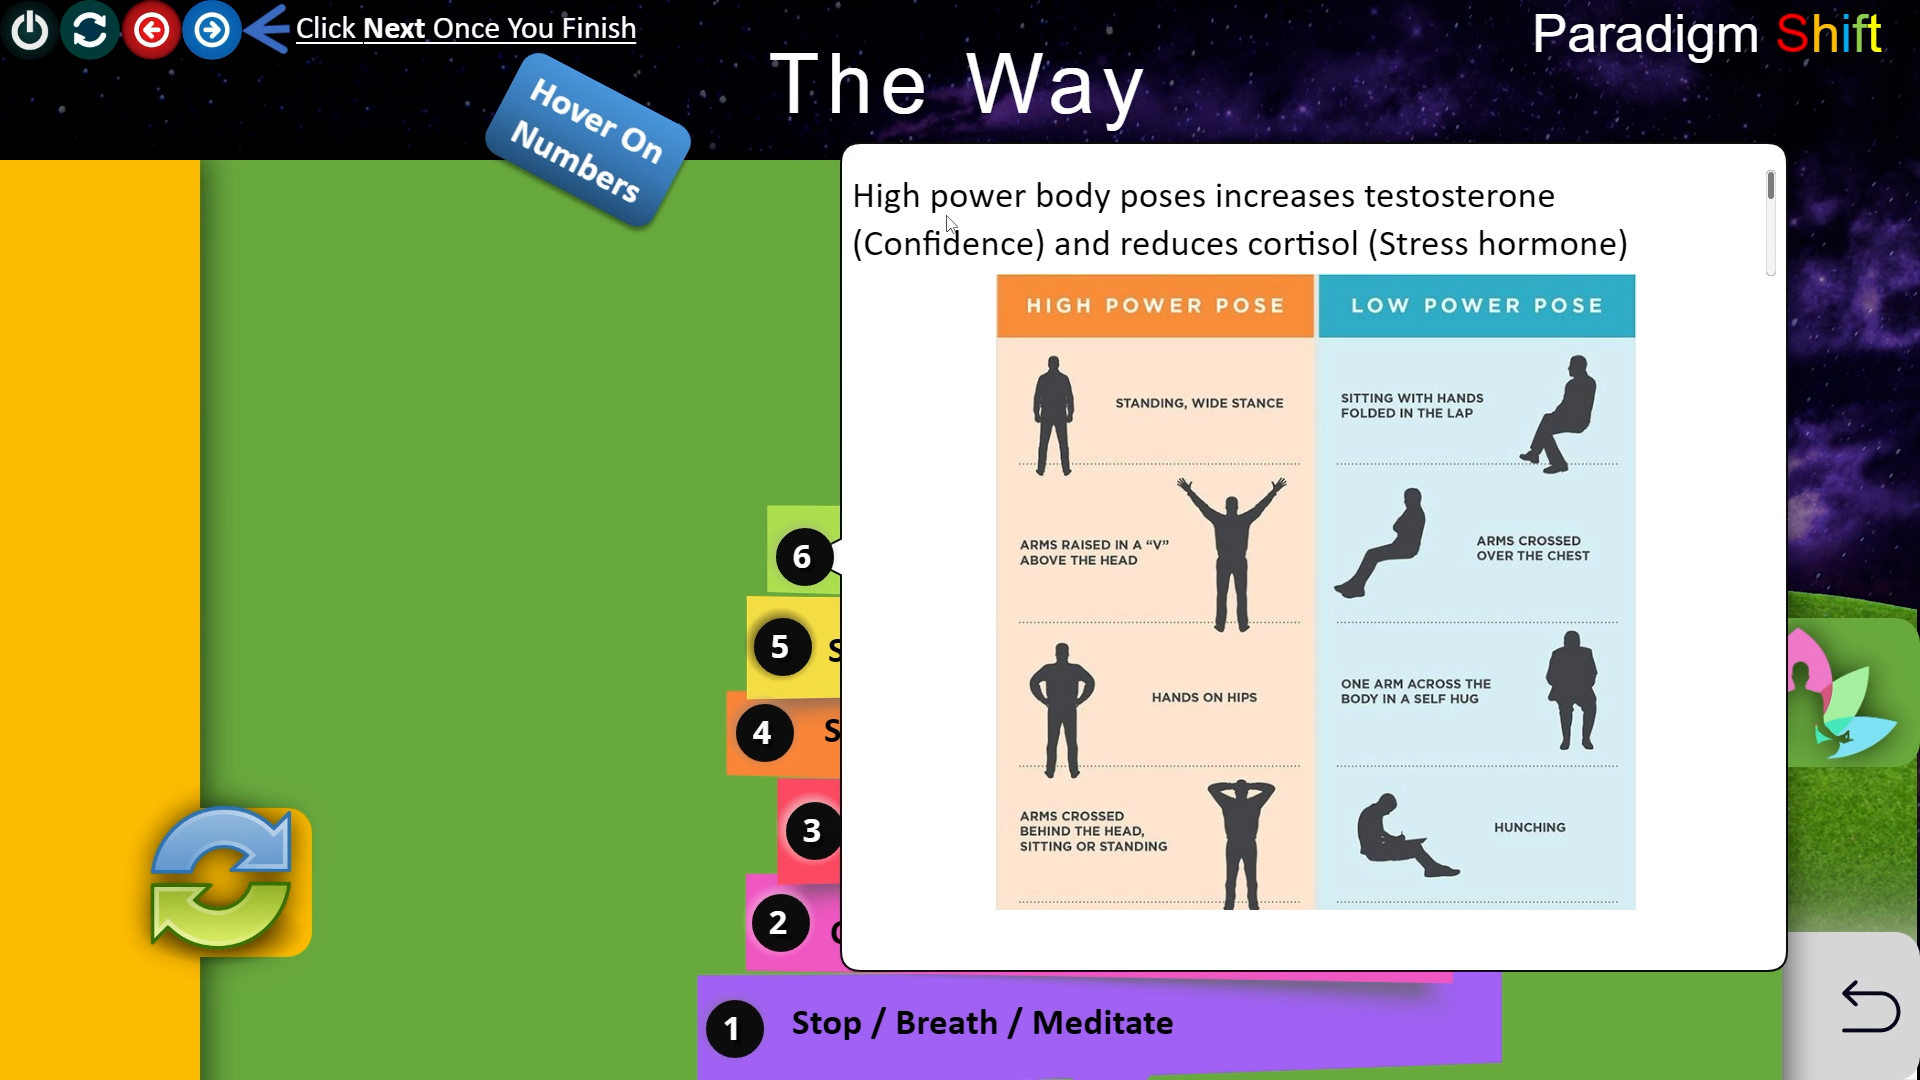 Click Next Once You Finish
Paradigm Shift
The Way
Hover On
Numbers
High power body poses increases testosterone
(Confidence) and reduces cortisol (Stress hormone)
HIGH POWER POSE
LOW POWER POSE
STANDING, WIDE STANCE
SITTING WITH HANDS
FOLDED IN THE LAP
ARMS RAISED IN A “V”
ABOVE THE HEAD
ARMS CROSSED
OVER THE CHEST
HANDS ON HIPS
ONE ARM ACROSS THE
BODY IN A SELF HUG
ARMS CROSSED
BEHIND THE HEAD,
SITTING OR STANDING
HUNCHING
6
5 S
4 S
3
2
1 Stop / Breath / Meditate